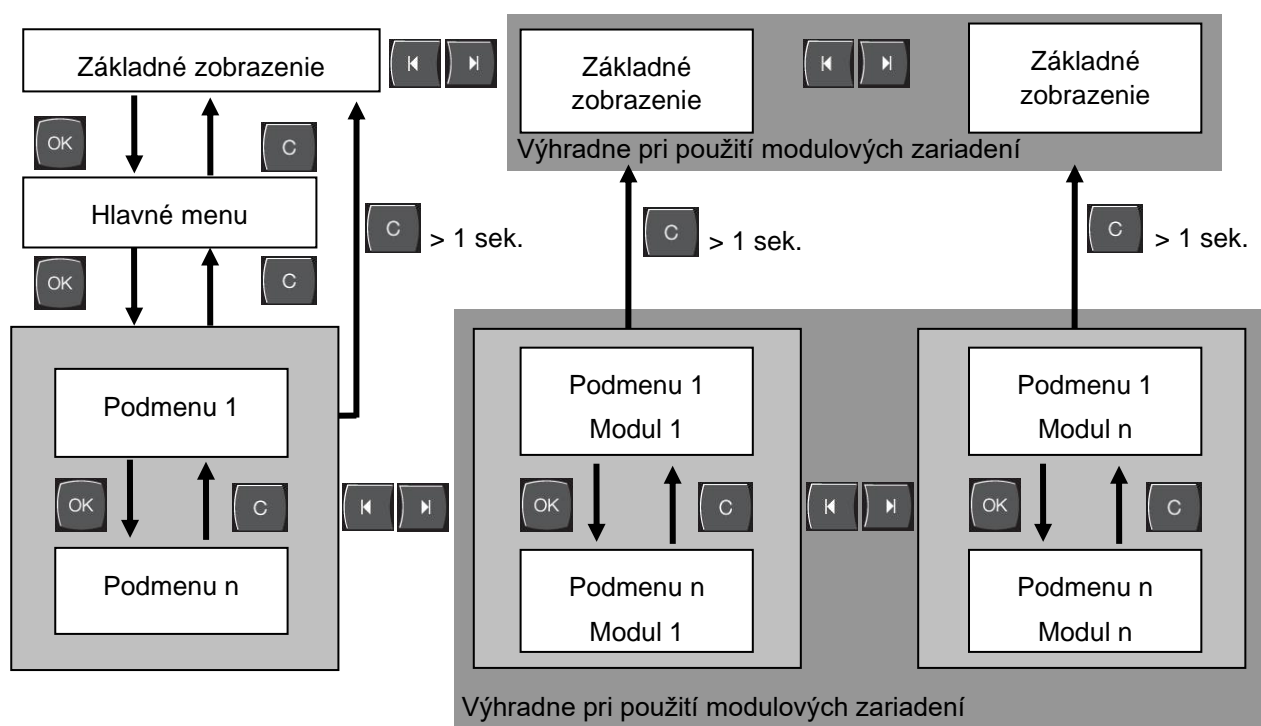 Základné zobrazenie
Základné
zobrazenie
Základné
zobrazenie
Výhradne pri použití modulových zariadení
OK
C
Hlavné menu
C
> 1 sek.
C
> 1 sek.
C
> 1 sek.
OK
C
Podmenu 1
OK
C
Podmenu n
Podmenu 1
Modul 1
OK
C
Podmenu n
Modul 1
Podmenu 1
Modul n
OK
C
Podmenu n
Modul n
Výhradne pri použití modulových zariadení